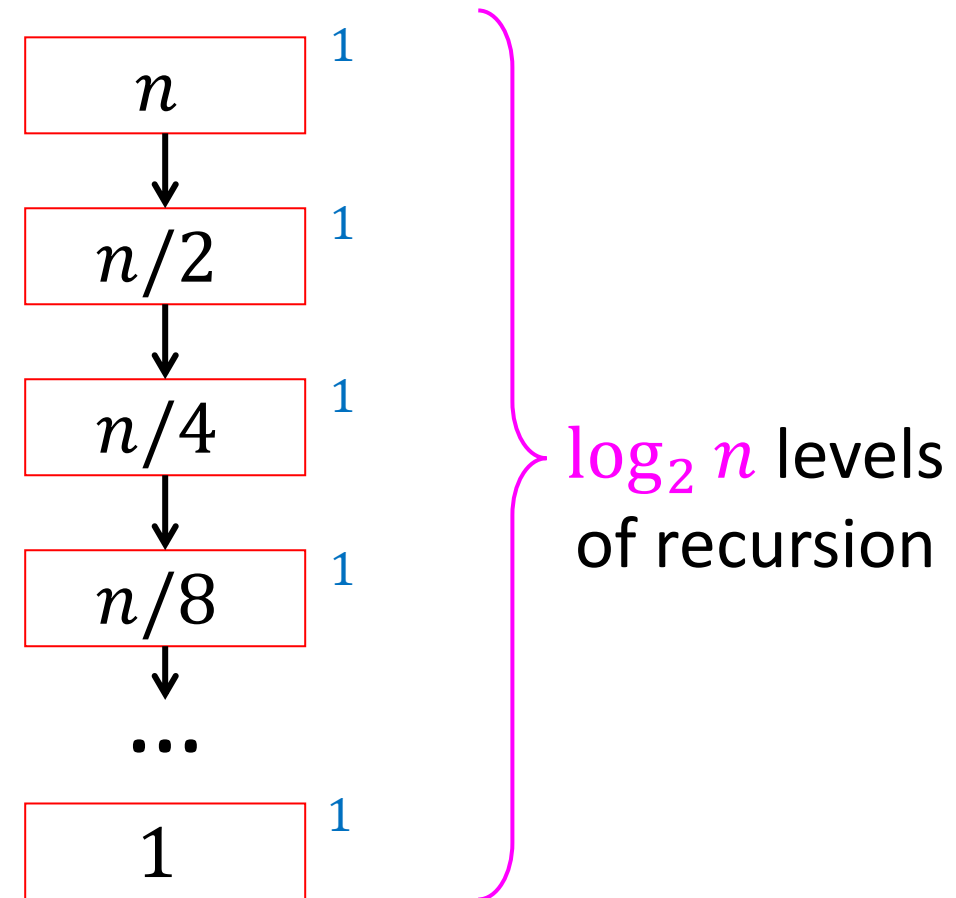 n 1
n/2 1
n/4 1
log₂ n levels
of recursion
n/8 1
...
1 1